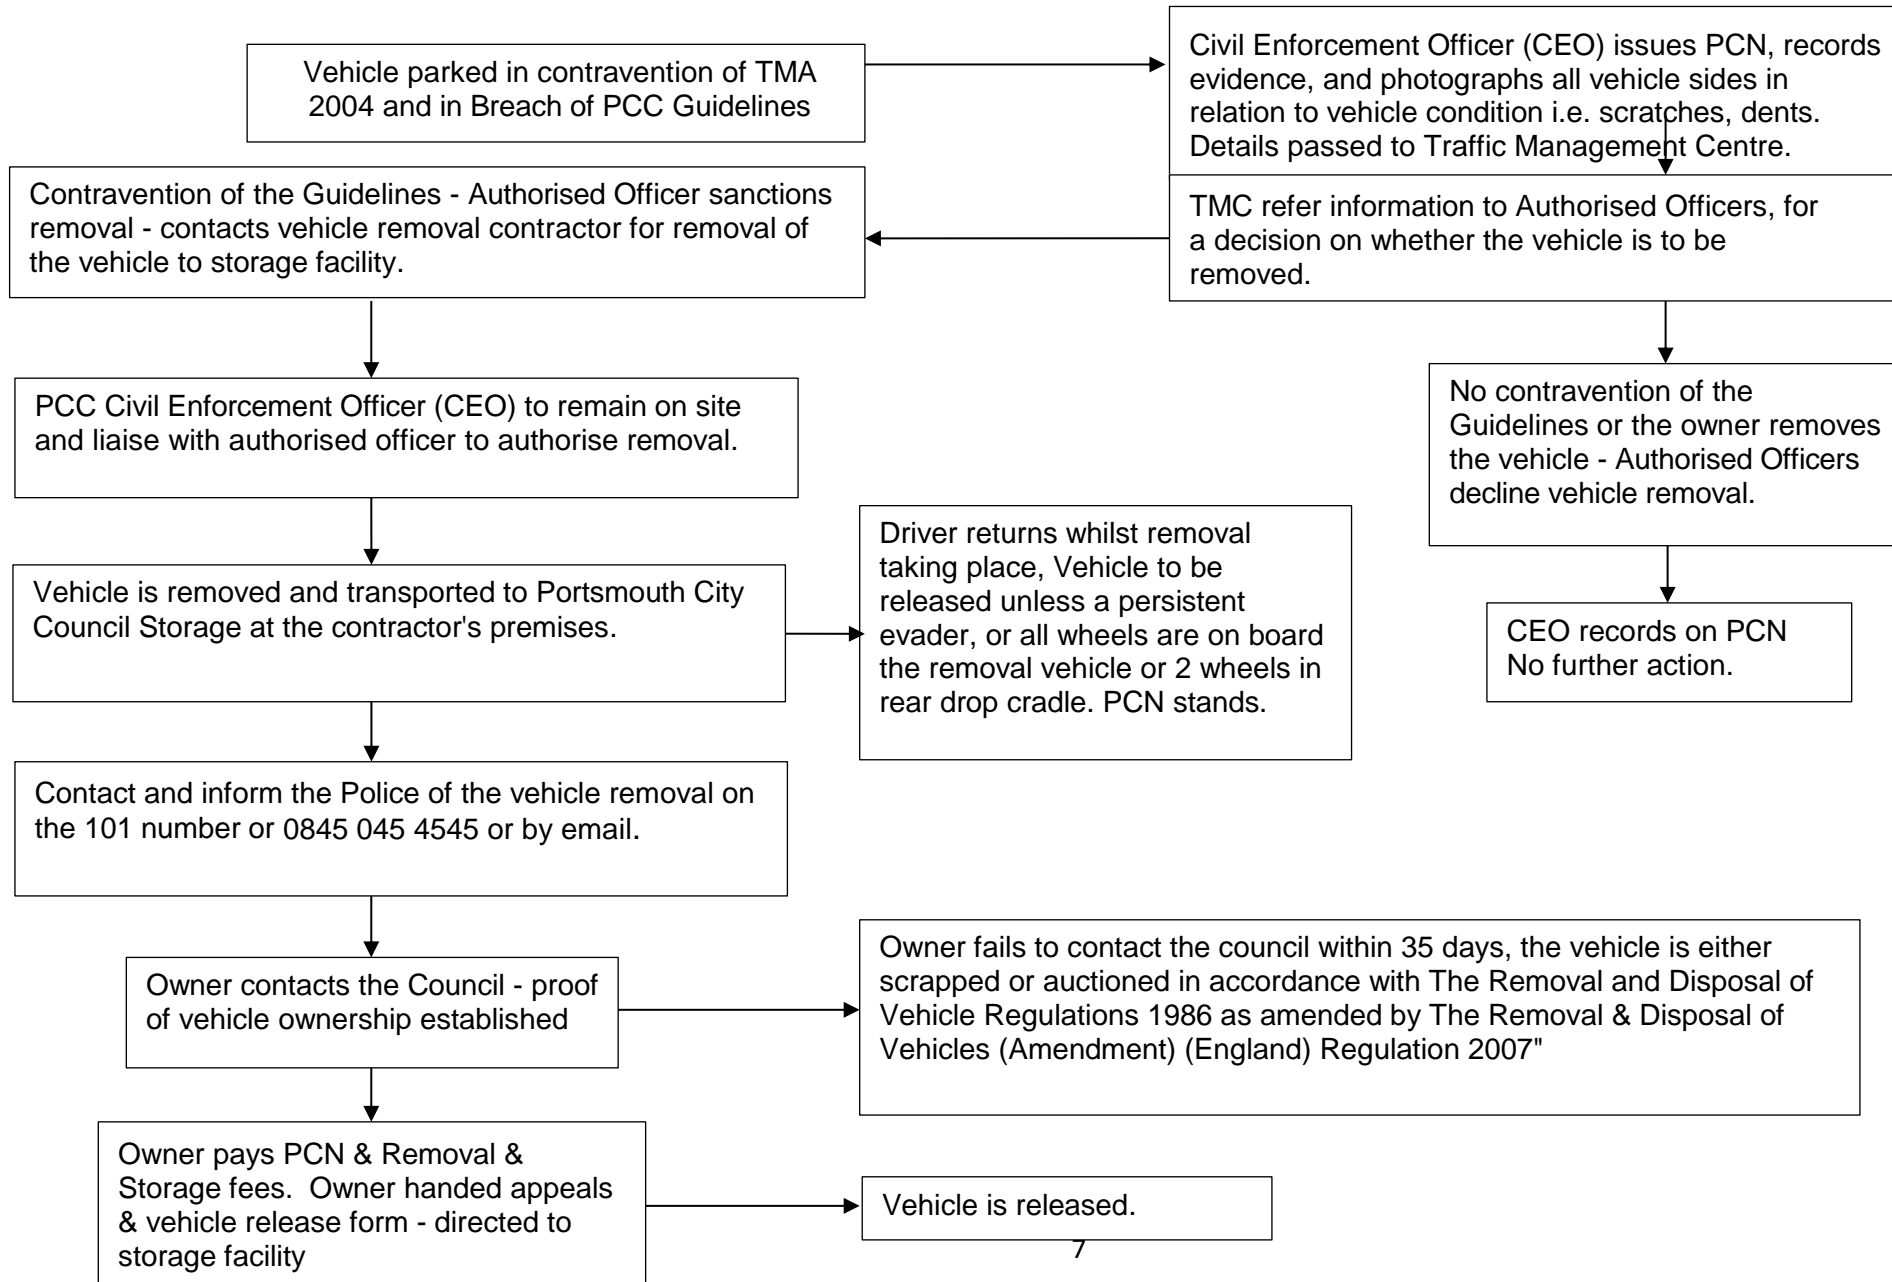 Vehicle parked in contravention of TMA
2004 and in Breach of PCC Guidelines
Civil Enforcement Officer (CEO) issues PCN, records
evidence, and photographs all vehicle sides in
relation to vehicle condition i.e. scratches, dents.
Details passed to Traffic Management Centre.
TMC refer information to Authorised Officers, for
a decision on whether the vehicle is to be
removed.
Contravention of the Guidelines - Authorised Officer sanctions
removal - contacts vehicle removal contractor for removal of
the vehicle to storage facility.
No contravention of the
Guidelines or the owner removes
the vehicle - Authorised Officers
decline vehicle removal.
CEO records on PCN
No further action.
PCC Civil Enforcement Officer (CEO) to remain on site
and liaise with authorised officer to authorise removal.
Vehicle is removed and transported to Portsmouth City
Council Storage at the contractor's premises.
Driver returns whilst removal
taking place, Vehicle to be
released unless a persistent
evader, or all wheels are on board
the removal vehicle or 2 wheels in
rear drop cradle. PCN stands.
Contact and inform the Police of the vehicle removal on
the 101 number or 0845 045 4545 or by email.
Owner contacts the Council - proof
of vehicle ownership established
Owner fails to contact the council within 35 days, the vehicle is either
scrapped or auctioned in accordance with The Removal and Disposal of
Vehicle Regulations 1986 as amended by The Removal & Disposal of
Vehicles (Amendment) (England) Regulation 2007"
Owner pays PCN & Removal &
Storage fees.  Owner handed appeals
& vehicle release form - directed to
storage facility
Vehicle is released.
7